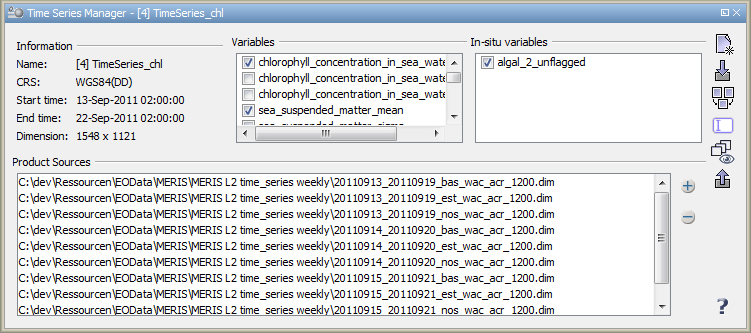 Time Series Manager - [4] TimeSeries_chl
Information
Name: [4] TimeSeries_chl
CRS: WGS84(DD)
Start time: 13-Sep-2011 02:00:00
End time: 22-Sep-2011 02:00:00
Dimension: 1548 x 1121
Variables
chlorophyll_concentration_in_sea_wate
chlorophyll_concentration_in_sea_wate
chlorophyll_concentration_in_sea_wate
sea_suspended_matter_mean
In-situ variables
algal_2_unflagged
Product Sources
C:\dev\Ressourcen\EOData\MERIS\MERIS L2 time_series weekly\20110913_20110919_bas_wac_acr_1200.dim
C:\dev\Ressourcen\EOData\MERIS\MERIS L2 time_series weekly\20110913_20110919_est_wac_acr_1200.dim
C:\dev\Ressourcen\EOData\MERIS\MERIS L2 time_series weekly\20110913_20110919_nos_wac_acr_1200.dim
C:\dev\Ressourcen\EOData\MERIS\MERIS L2 time_series weekly\20110914_20110920_bas_wac_acr_1200.dim
C:\dev\Ressourcen\EOData\MERIS\MERIS L2 time_series weekly\20110914_20110920_est_wac_acr_1200.dim
C:\dev\Ressourcen\EOData\MERIS\MERIS L2 time_series weekly\20110914_20110920_nos_wac_acr_1200.dim
C:\dev\Ressourcen\EOData\MERIS\MERIS L2 time_series weekly\20110915_20110921_bas_wac_acr_1200.dim
C:\dev\Ressourcen\EOData\MERIS\MERIS L2 time_series weekly\20110915_20110921_est_wac_acr_1200.dim
C:\dev\Ressourcen\EOData\MERIS\MERIS L2 time_series weekly\20110915_20110921_nos_wac_acr_1200.dim